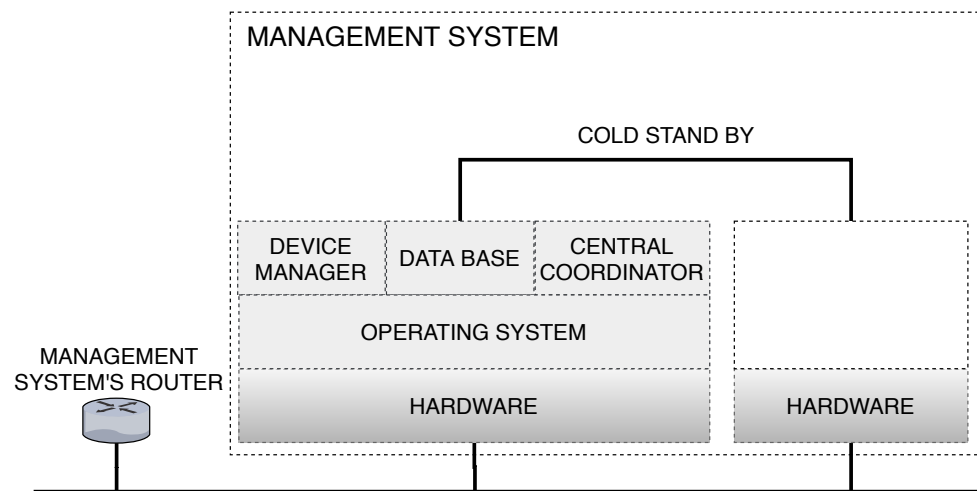 MANAGEMENT SYSTEM
COLD STAND BY
DEVICE
MANAGER
DATA BASE
CENTRAL
COORDINATOR
OPERATING SYSTEM
MANAGEMENT
SYSTEM'S ROUTER
HARDWARE
HARDWARE